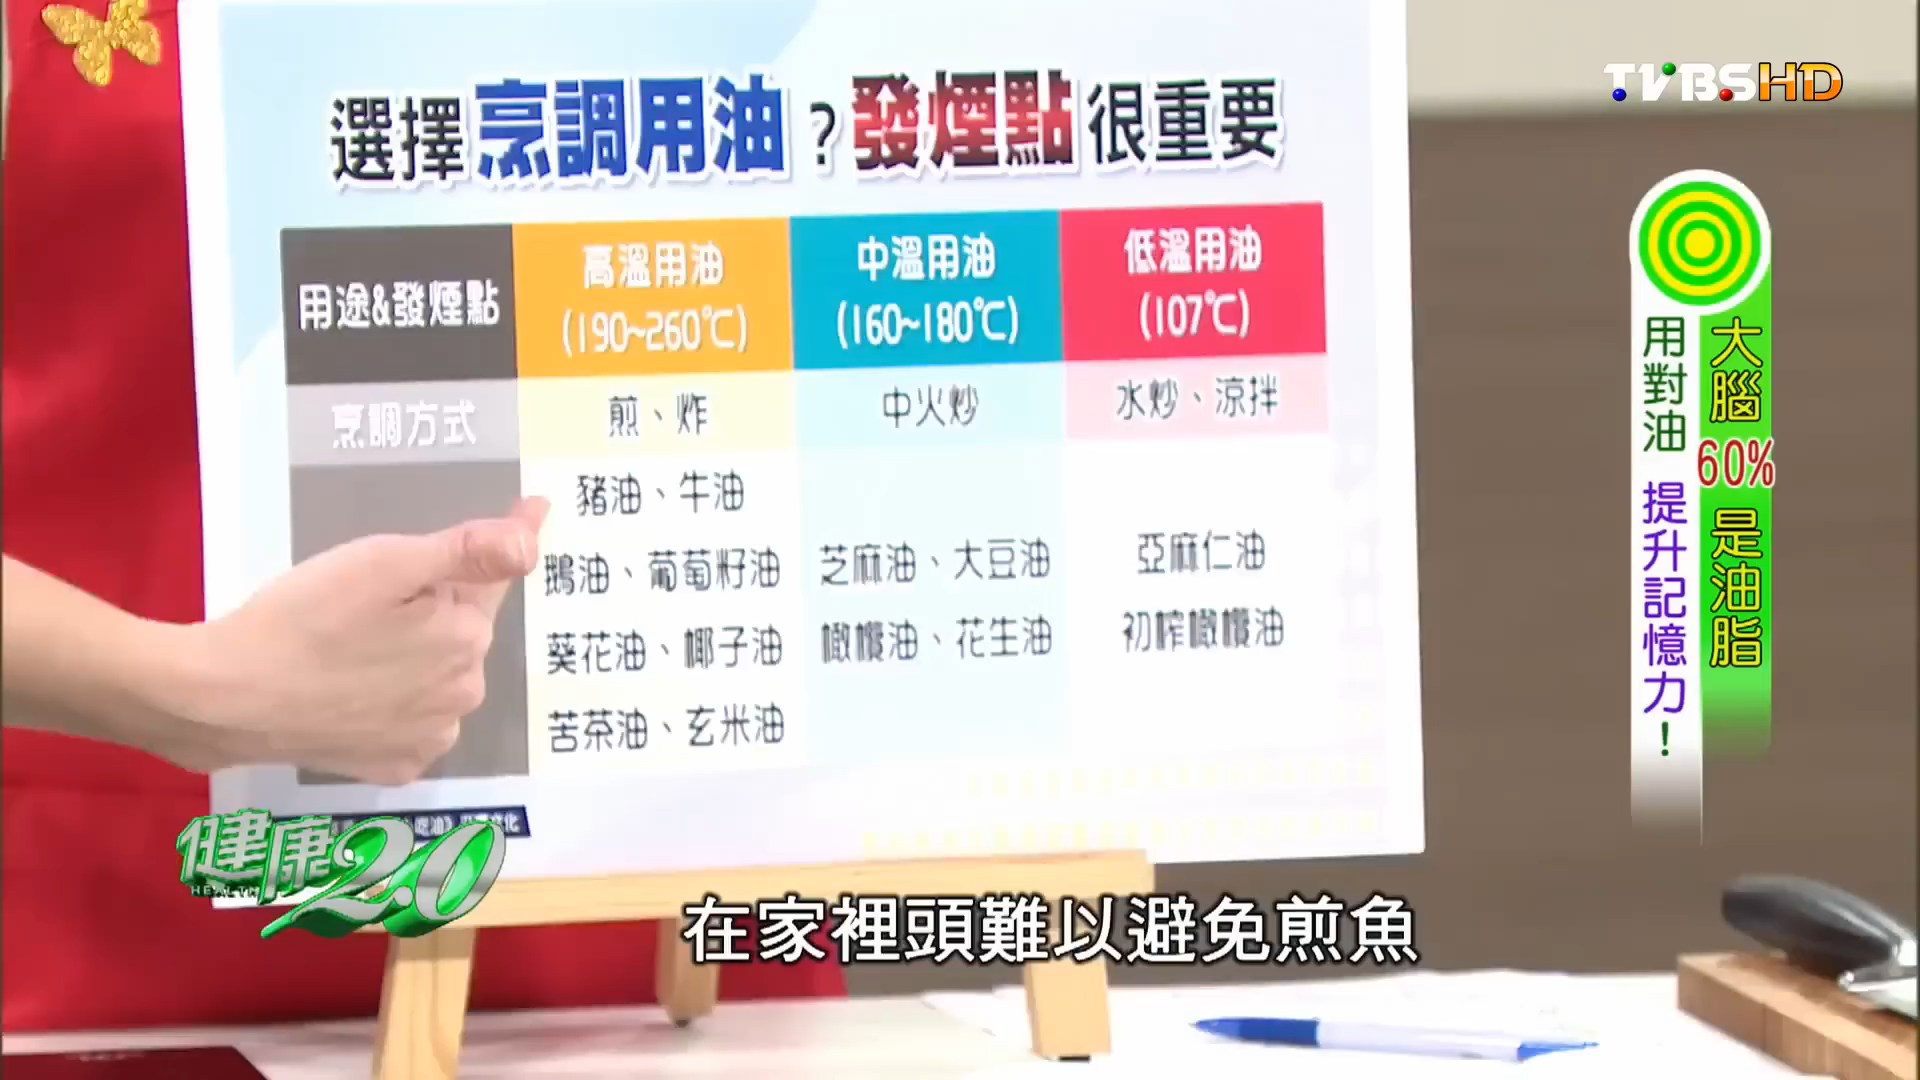 TVBS HD
選擇烹調用油？發煙點很重要
用途&發煙點
高溫用油
(190~260℃)
中溫用油
(160~180℃)
低溫用油
(107℃)
烹調方式
煎、炸
中火炒
水炒、涼拌
豬油、牛油
鵝油、葡萄籽油
葵花油、椰子油
苦茶油、玄米油
芝麻油、大豆油
橄欖油、花生油
亞麻仁油
初榨橄欖油
大腦60%是油脂
用對油 提升記憶力！
健康2.0
HEALTH
在家裡頭難以避免煎魚